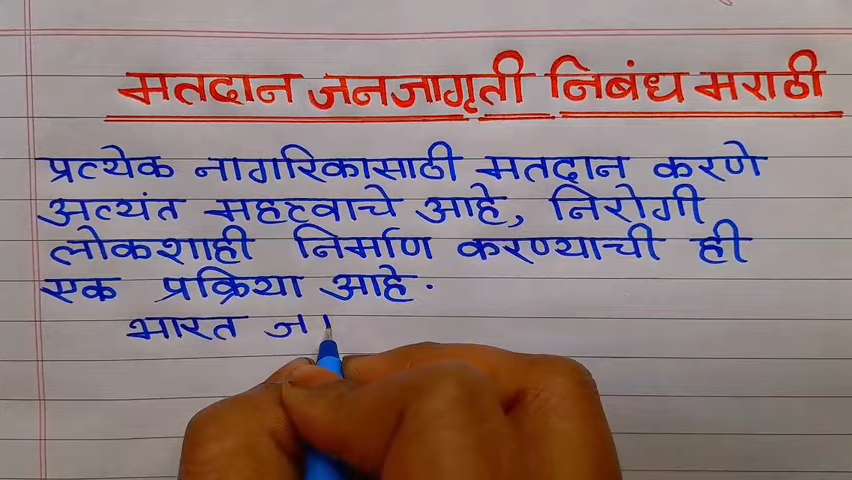 मतदान जनजागृती निबंध मराठी
प्रत्येक नागरिकासाठी मतदान करणे
अत्यंत महत्त्वाचे आहे, निरोगी
लोकशाही निर्माण करण्याची ही
एक प्रक्रिया आहे.
भारत ज